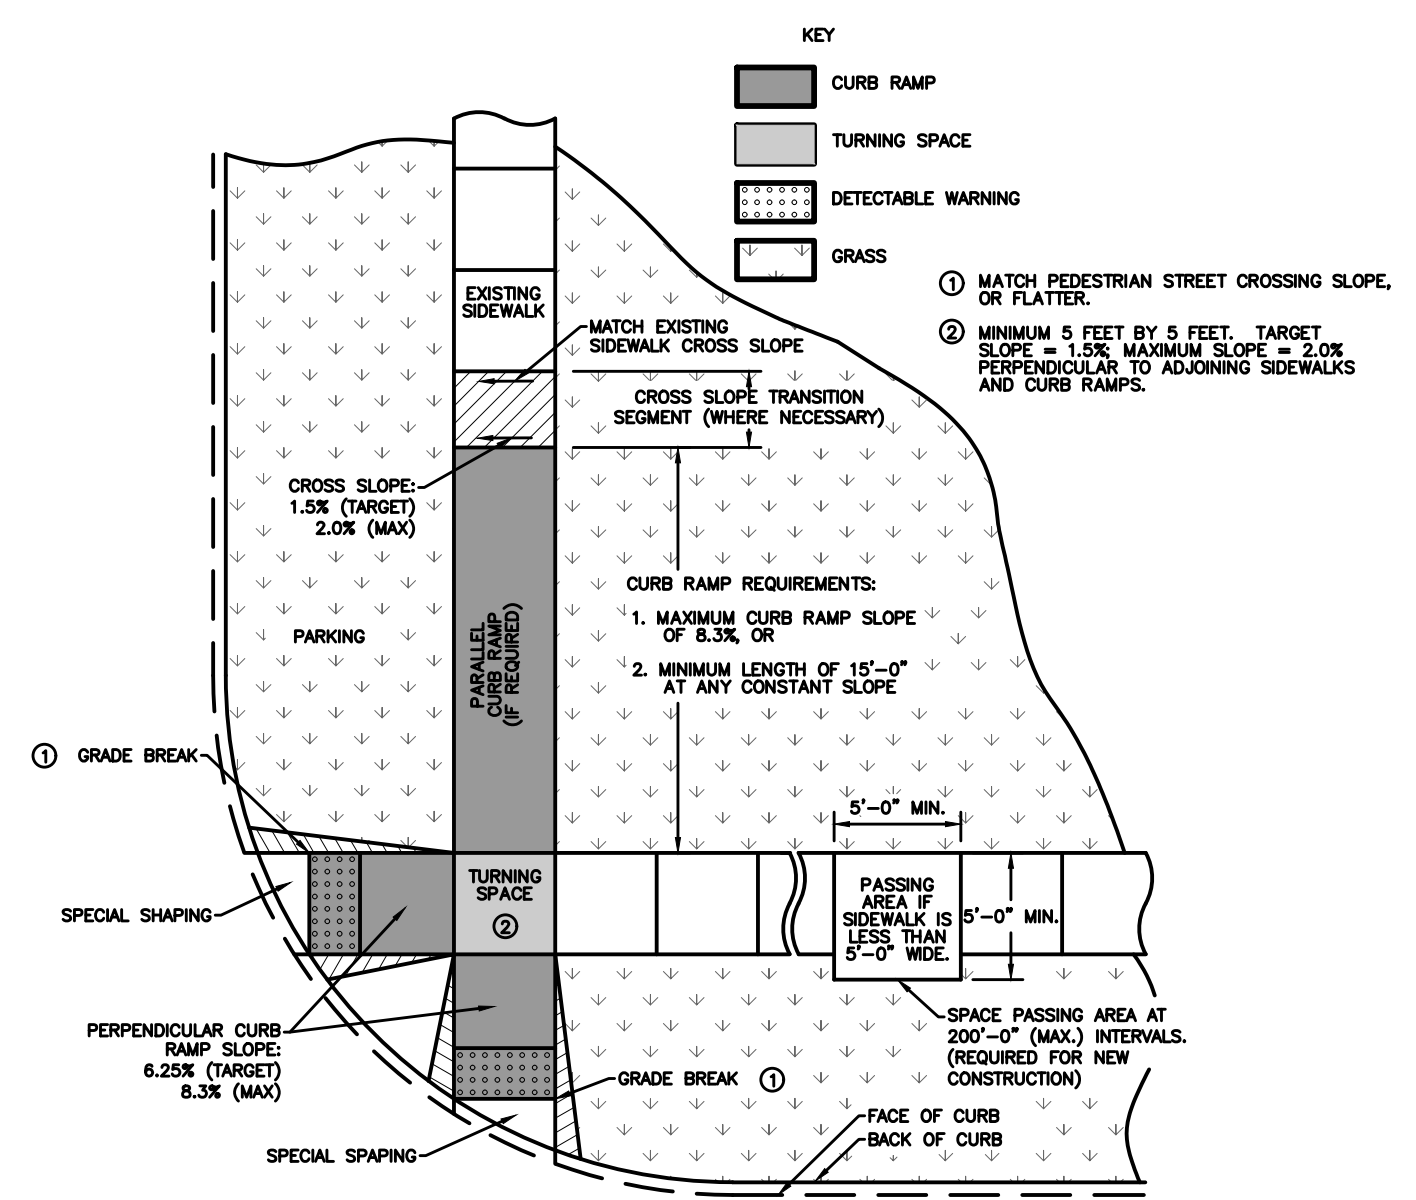 KEY
CURB RAMP
TURNING SPACE
DETECTABLE WARNING
GRASS
① MATCH PEDESTRIAN STREET CROSSING SLOPE,
OR FLATTER.
② MINIMUM 5 FEET BY 5 FEET. TARGET
SLOPE = 1.5%; MAXIMUM SLOPE = 2.0%
PERPENDICULAR TO ADJOINING SIDEWALKS
AND CURB RAMPS.
EXISTING
SIDEWALK
MATCH EXISTING
SIDEWALK CROSS SLOPE
CROSS SLOPE TRANSITION
SEGMENT (WHERE NECESSARY)
CROSS SLOPE:
1.5% (TARGET)
2.0% (MAX)
CURB RAMP REQUIREMENTS:
1. MAXIMUM CURB RAMP SLOPE
OF 8.3%, OR
2. MINIMUM LENGTH OF 15'-0"
AT ANY CONSTANT SLOPE
PARKING
PARALLEL
CURB RAMP
(IF REQUIRED)
① GRADE BREAK
5'-0" MIN.
TURNING
SPACE
②
PASSING
AREA IF
SIDEWALK IS
LESS THAN
5'-0" WIDE.
5'-0" MIN.
SPECIAL SHAPING
PERPENDICULAR CURB
RAMP SLOPE:
6.25% (TARGET)
8.3% (MAX)
SPACE PASSING AREA AT
200'-0" (MAX.) INTERVALS.
(REQUIRED FOR NEW
CONSTRUCTION)
GRADE BREAK ①
FACE OF CURB
BACK OF CURB
SPECIAL SPAPING